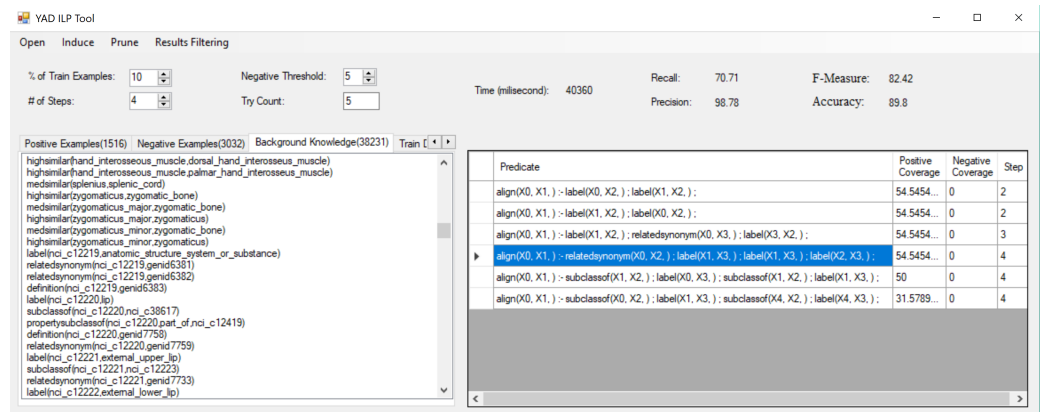 YAD ILP Tool
Open Induce Prune Results Filtering
% of Train Examples: 10 Negative Threshold: 5
# of Steps: 4 Try Count: 5
Time (milisecond): 40360
Recall: 70.71 F-Measure: 82.42
Precision: 98.78 Accuracy: 89.8
Positive Examples(1516) Negative Examples(3032) Background Knowledge(38231) Train D
highsimilar(hand_interosseous_muscle,dorsal_hand_interosseus_muscle)
highsimilar(hand_interosseous_muscle,palmar_hand_interosseus_muscle)
medsimilar(splenius,splenic_cord)
highsimilar(zygomaticus,zygomatic_bone)
medsimilar(zygomaticus_major,zygomatic_bone)
highsimilar(zygomaticus_major,zygomaticus)
medsimilar(zygomaticus_minor,zygomatic_bone)
highsimilar(zygomaticus_minor,zygomaticus)
label(nci_c12219,anatomic_structure_system_or_substance)
relatedsynonym(nci_c12219,genid6381)
relatedsynonym(nci_c12219,genid6382)
definition(nci_c12219,genid6383)
label(nci_c12220,lip)
subclassof(nci_c12220,nci_c38617)
propertysubclassof(nci_c12220,part_of,nci_c12419)
definition(nci_c12220,genid7758)
relatedsynonym(nci_c12220,genid7759)
label(nci_c12221,external_upper_lip)
subclassof(nci_c12221,nci_c12223)
relatedsynonym(nci_c12221,genid7733)
label(nci_c12222,external_lower_lip)
Predicate Positive Coverage Negative Coverage Step
align(X0, X1, ) :- label(X0, X2, ) ; label(X1, X2, ) ; 54.5454... 0 2
align(X0, X1, ) :- label(X1, X2, ) ; label(X0, X2, ) ; 54.5454... 0 2
align(X0, X1, ) :- label(X1, X2, ) ; relatedsynonym(X0, X3, ) ; label(X3, X2, ) ; 54.5454... 0 3
align(X0, X1, ) :- relatedsynonym(X0, X2, ) ; label(X1, X3, ) ; label(X1, X3, ) ; label(X2, X3, ) ; 54.5454... 0 4
align(X0, X1, ) :- subclassof(X1, X2, ) ; label(X0, X3, ) ; subclassof(X1, X2, ) ; label(X1, X3, ) ; 50 0 4
align(X0, X1, ) :- subclassof(X0, X2, ) ; label(X1, X3, ) ; subclassof(X4, X2, ) ; label(X4, X3, ) ; 31.5789... 0 4